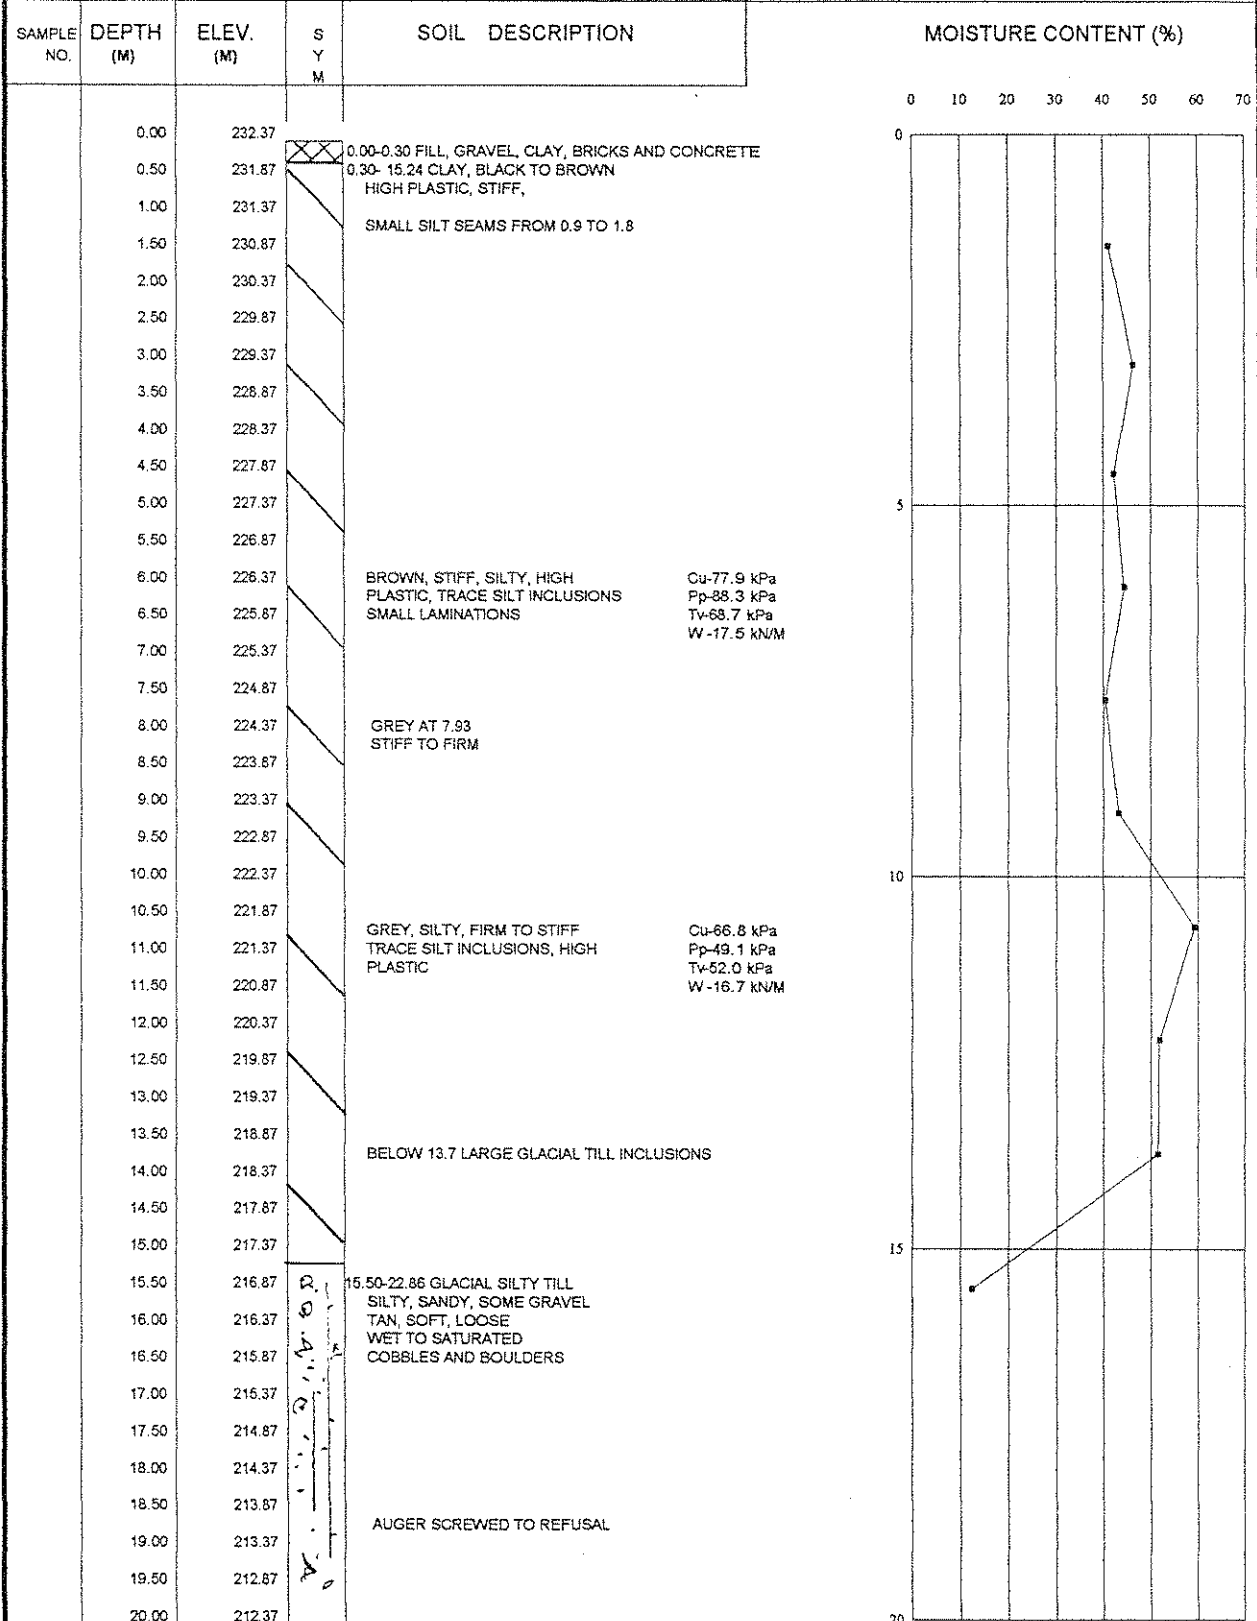 SAMPLE NO. DEPTH (M) ELEV. (M) SYM SOIL DESCRIPTION MOISTURE CONTENT (%)
0 10 20 30 40 50 60 70
0.00 232.37 0
0.00-0.30 FILL, GRAVEL, CLAY, BRICKS AND CONCRETE
0.50 231.87 0.30- 15.24 CLAY, BLACK TO BROWN
HIGH PLASTIC, STIFF,
1.00 231.37
SMALL SILT SEAMS FROM 0.9 TO 1.8
1.50 230.87
2.00 230.37
2.50 229.87
3.00 229.37
3.50 228.87
4.00 228.37
4.50 227.87
5.00 227.37 5
5.50 226.87
6.00 226.37 BROWN, STIFF, SILTY, HIGH Cu-77.9 kPa
PLASTIC, TRACE SILT INCLUSIONS Pp-88.3 kPa
6.50 225.87 SMALL LAMINATIONS Tv-68.7 kPa
W -17.5 kN/M
7.00 225.37
7.50 224.87
8.00 224.37 GREY AT 7.93
STIFF TO FIRM
8.50 223.87
9.00 223.37
9.50 222.87
10.00 222.37 10
10.50 221.87
GREY, SILTY, FIRM TO STIFF Cu-66.8 kPa
11.00 221.37 TRACE SILT INCLUSIONS, HIGH Pp-49.1 kPa
PLASTIC Tv-52.0 kPa
11.50 220.87 W -16.7 kN/M
12.00 220.37
12.50 219.87
13.00 219.37
13.50 218.87
BELOW 13.7 LARGE GLACIAL TILL INCLUSIONS
14.00 218.37
14.50 217.87
15.00 217.37 15
15.50 216.87 15.50-22.86 GLACIAL SILTY TILL
SILTY, SANDY, SOME GRAVEL
16.00 216.37 TAN, SOFT, LOOSE
WET TO SATURATED
16.50 215.87 COBBLES AND BOULDERS
17.00 215.37
17.50 214.87
18.00 214.37
18.50 213.87
AUGER SCREWED TO REFUSAL
19.00 213.37
19.50 212.87
20.00 212.37 20